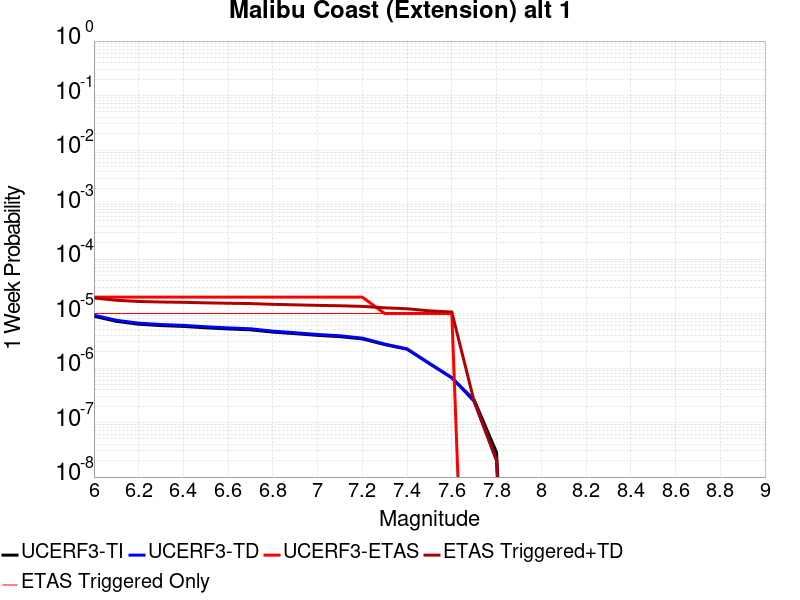 Malibu Coast (Extension) alt 1
10^0
10^-1
10^-2
10^-3
10^-4
10^-5
10^-6
10^-7
10^-8
1 Week Probability
6 6.2 6.4 6.6 6.8 7 7.2 7.4 7.6 7.8 8 8.2 8.4 8.6 8.8 9
Magnitude
UCERF3-TI UCERF3-TD UCERF3-ETAS ETAS Triggered+TD
ETAS Triggered Only